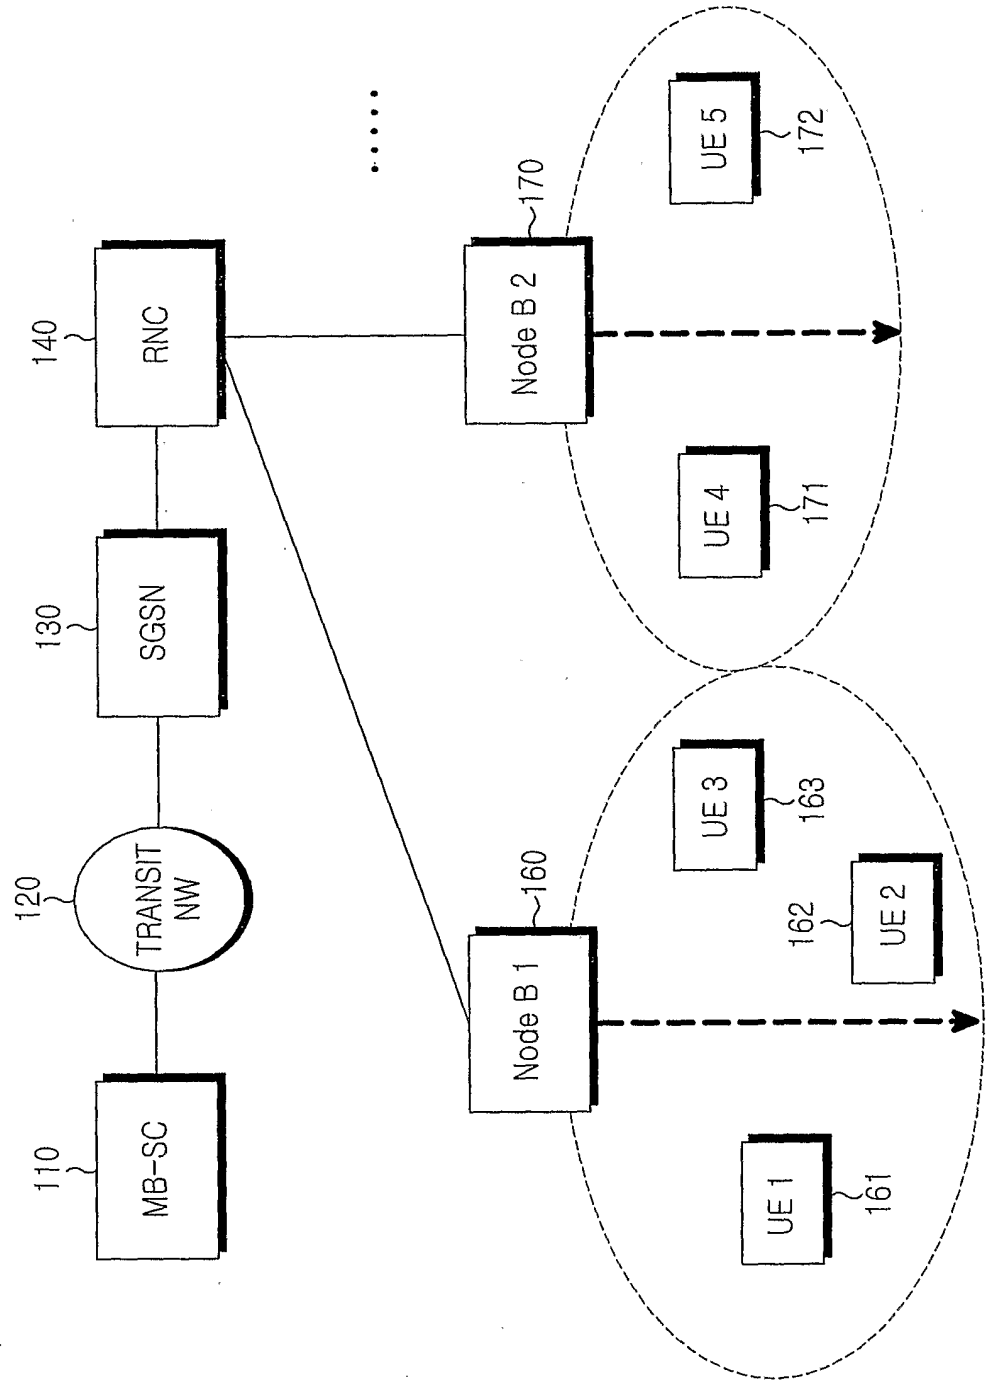 110
MB-SC
120
TRANSIT
NW
130
SGSN
140
RNC
.....
Node B 1
160
Node B 2
170
UE 1
161
162
UE 2
UE 3
163
UE 4
171
UE 5
172